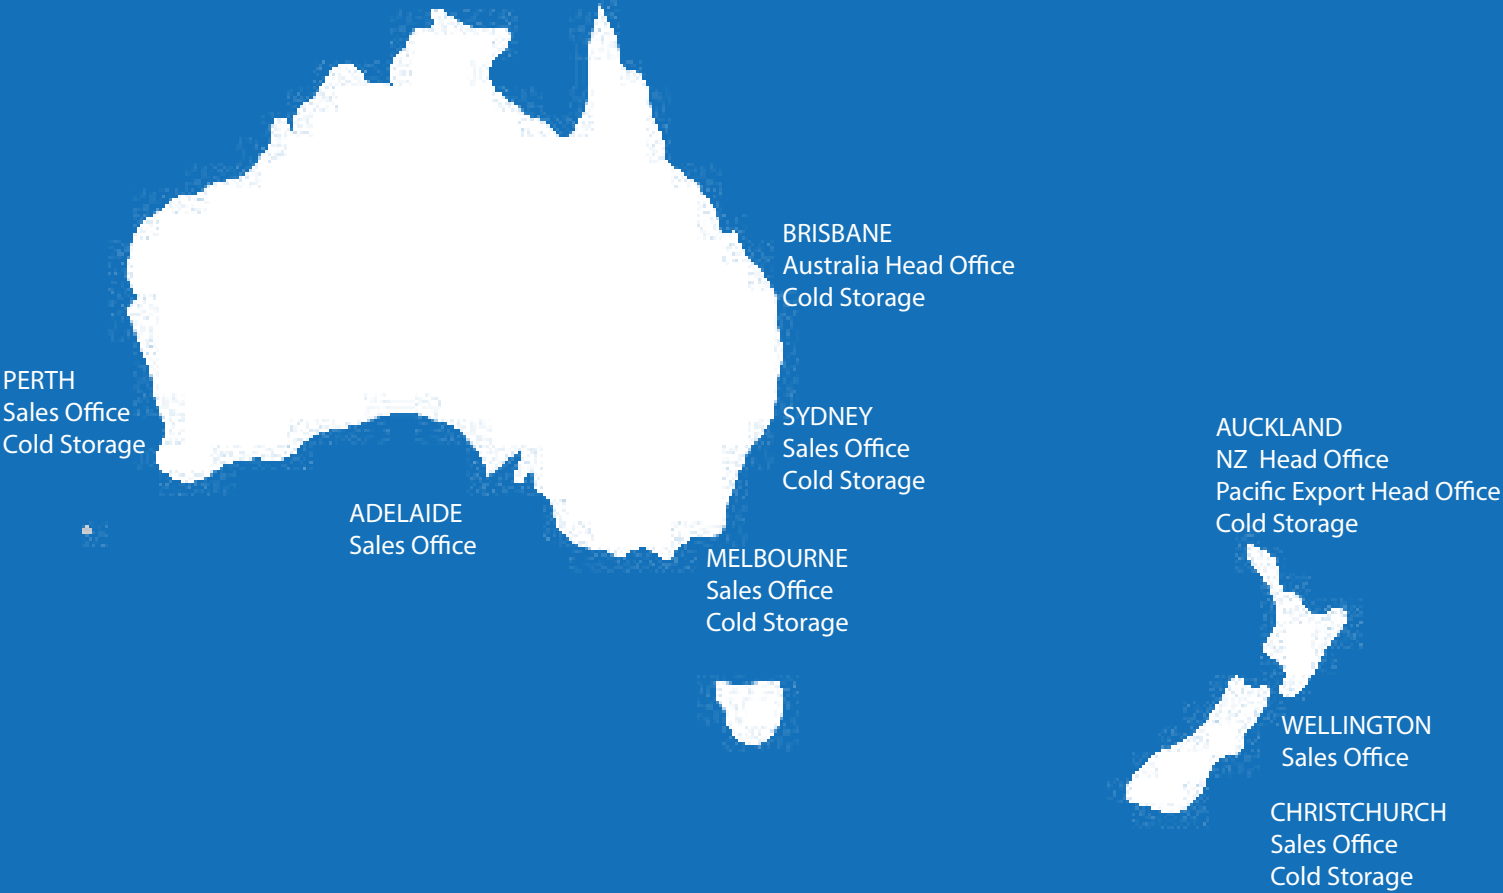 BRISBANE
Australia Head Office
Cold Storage
PERTH
Sales Office
Cold Storage
SYDNEY
Sales Office
Cold Storage
AUCKLAND
NZ  Head Office
Pacific Export Head Office
Cold Storage
ADELAIDE
Sales Office
MELBOURNE
Sales Office
Cold Storage
WELLINGTON
Sales Office
CHRISTCHURCH
Sales Office
Cold Storage